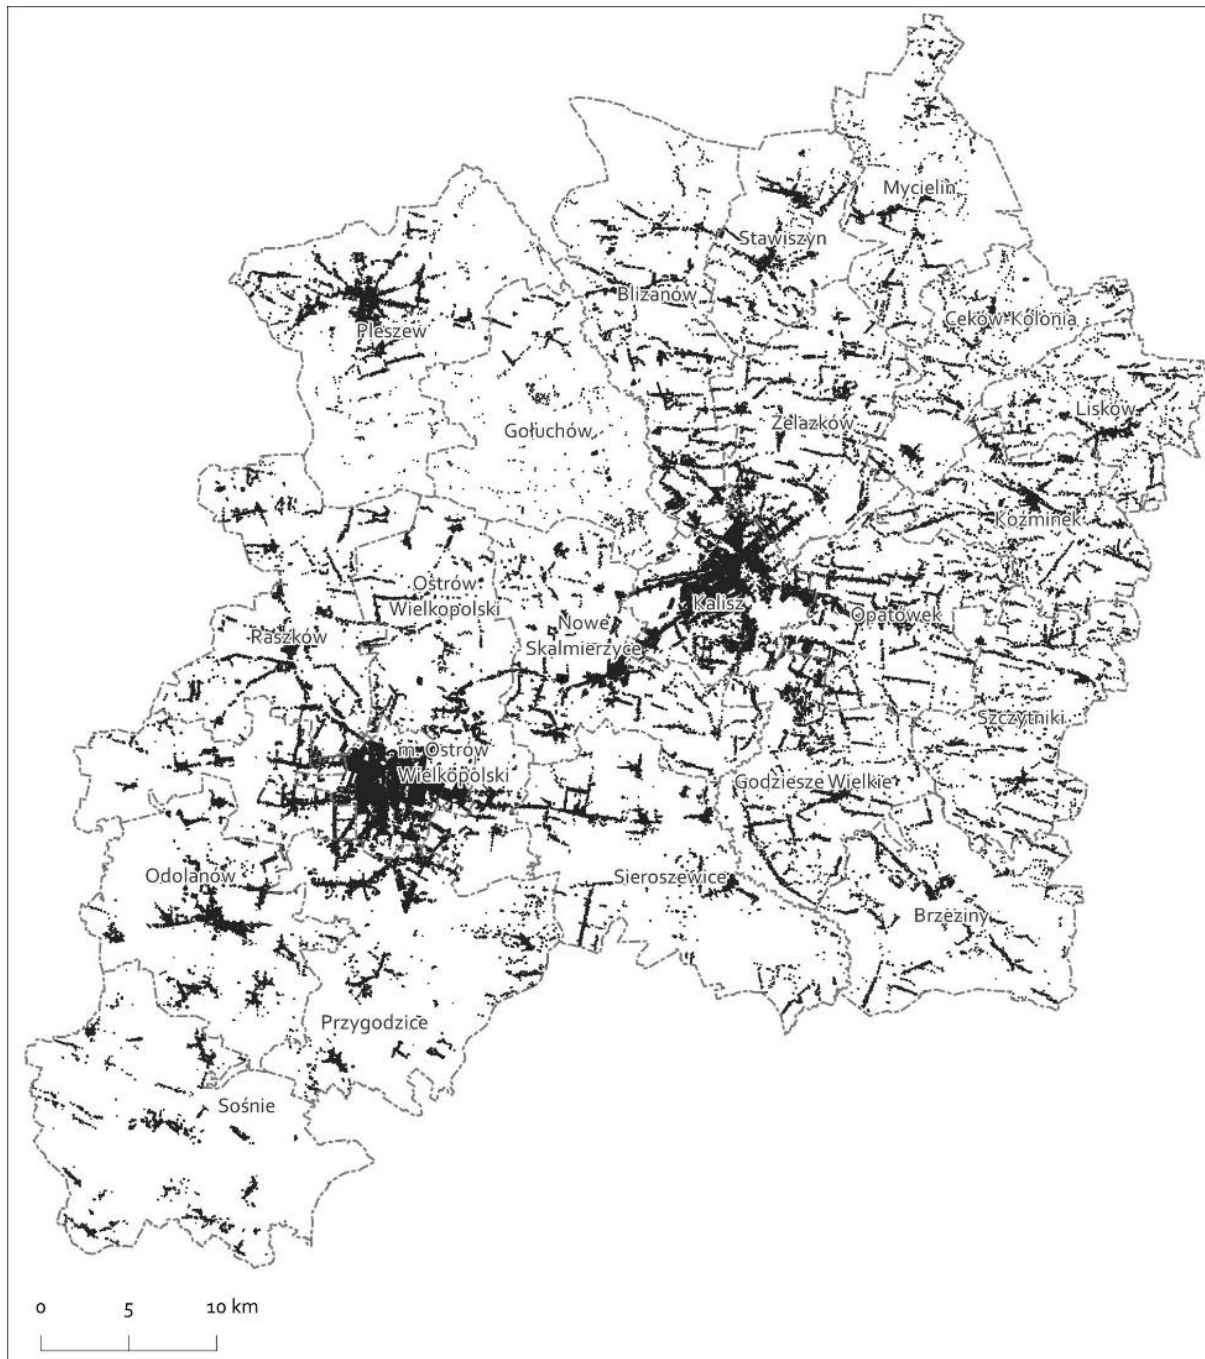 Mycielin
Stawiszyn
Blizanów
Ceków-Kolonia
Pleszew
Lisków
Żelazków
Gołuchów
Koźminek
Ostrów
Wielkopolski
Kalisz
Opatówek
Nowe
Skalmierzyce
Raszków
Szczytniki
m. Ostrów
Wielkopolski
Godziesze Wielkie
Odolanów
Sieroszewice
Brzeziny
Przygodzice
Sośnie
0 5 10 km